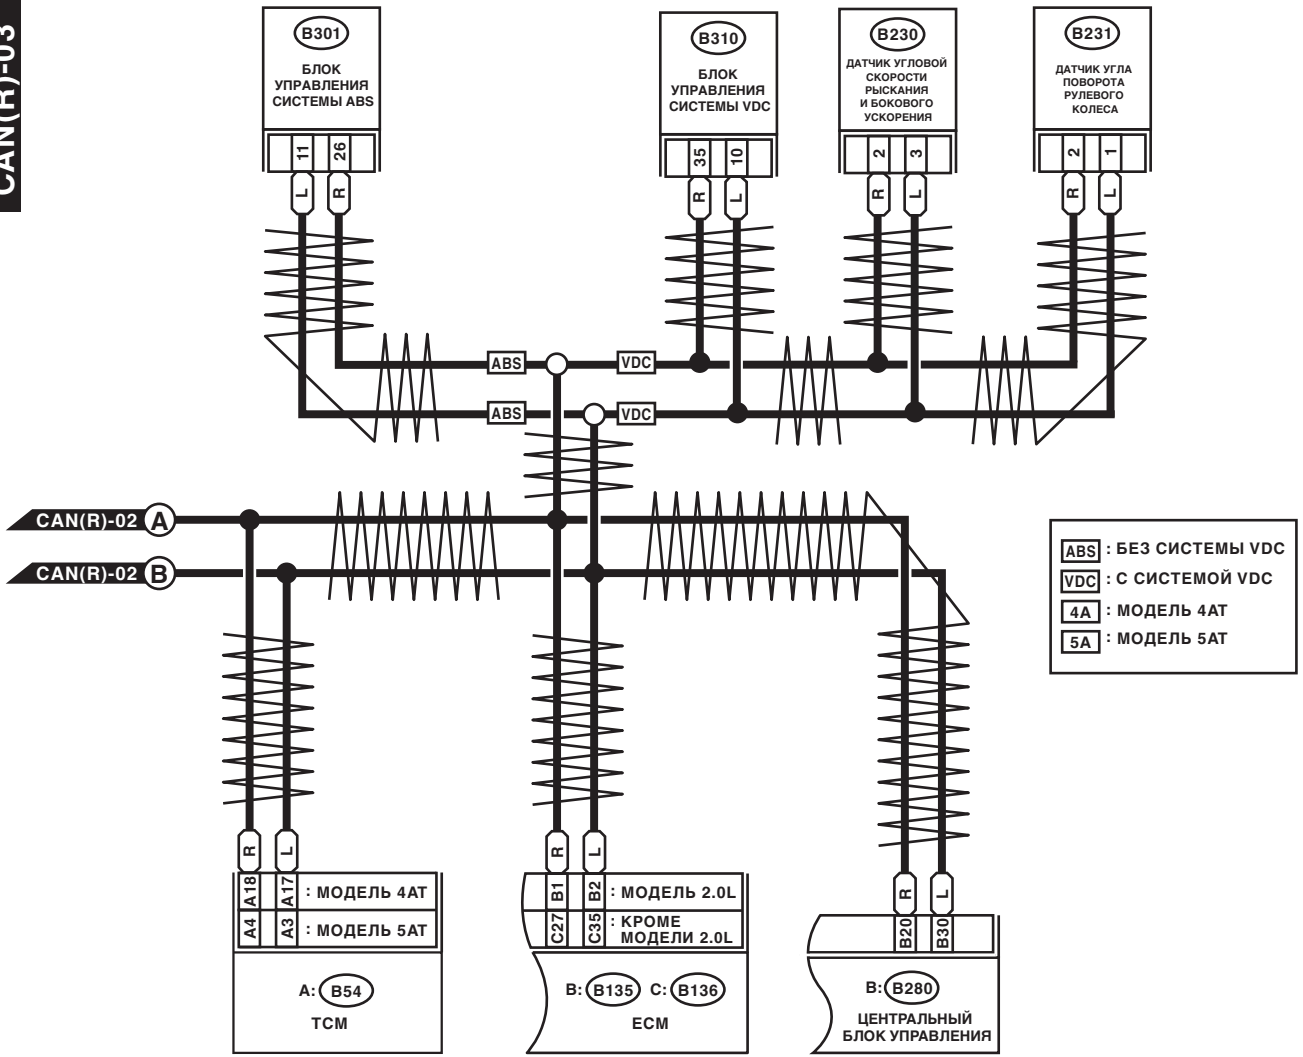 CAN(R)-03
B301
БЛОК
УПРАВЛЕНИЯ
СИСТЕМЫ ABS
11
26
L
R
B310
БЛОК
УПРАВЛЕНИЯ
СИСТЕМЫ VDC
35
10
R
L
B230
ДАТЧИК УГЛОВОЙ
СКОРОСТИ
РЫСКАНИЯ
И БОКОВОГО
УСКОРЕНИЯ
2
3
R
L
B231
ДАТЧИК УГЛА
ПОВОРОТА
РУЛЕВОГО
КОЛЕСА
2
1
R
L
ABS
VDC
ABS
VDC
CAN(R)-02 A
CAN(R)-02 B
ABS : БЕЗ СИСТЕМЫ VDC
VDC : С СИСТЕМОЙ VDC
4A : МОДЕЛЬ 4AT
5A : МОДЕЛЬ 5AT
R
L
A18 A17 : МОДЕЛЬ 4AT
A4 A3 : МОДЕЛЬ 5AT
A: B54
TCM
R
L
B1 B2 : МОДЕЛЬ 2.0L
C27 C35 : КРОМЕ
МОДЕЛИ 2.0L
B: B135 C: B136
ECM
R
L
B20 B30
B: B280
ЦЕНТРАЛЬНЫЙ
БЛОК УПРАВЛЕНИЯ